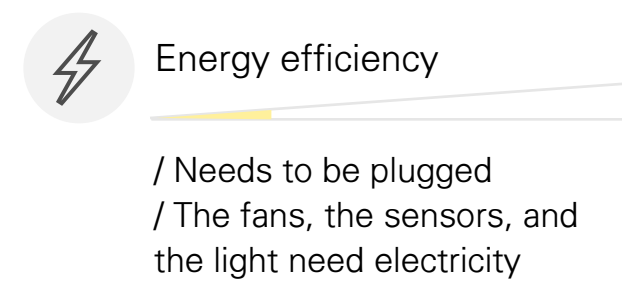 Energy efficiency
/ Needs to be plugged
/ The fans, the sensors, and
the light need electricity